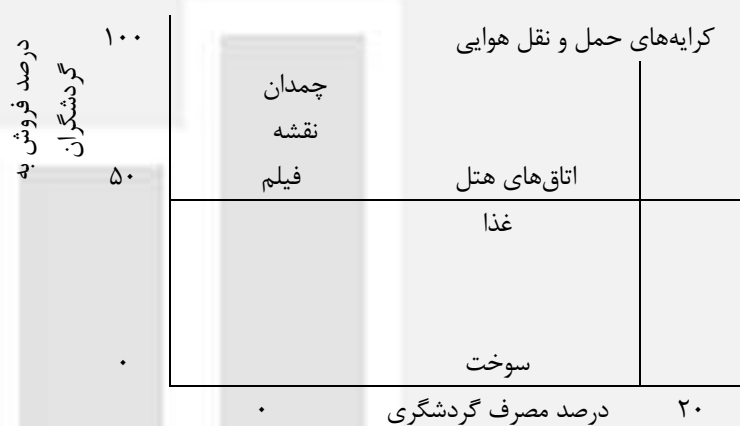 درصد فروش به
گردشگران
۱۰۰
کرایه‌های حمل و نقل هوایی
چمدان
نقشه
۵۰
فیلم
اتاق‌های هتل
غذا
۰
سوخت
۰
درصد مصرف گردشگری
۲۰